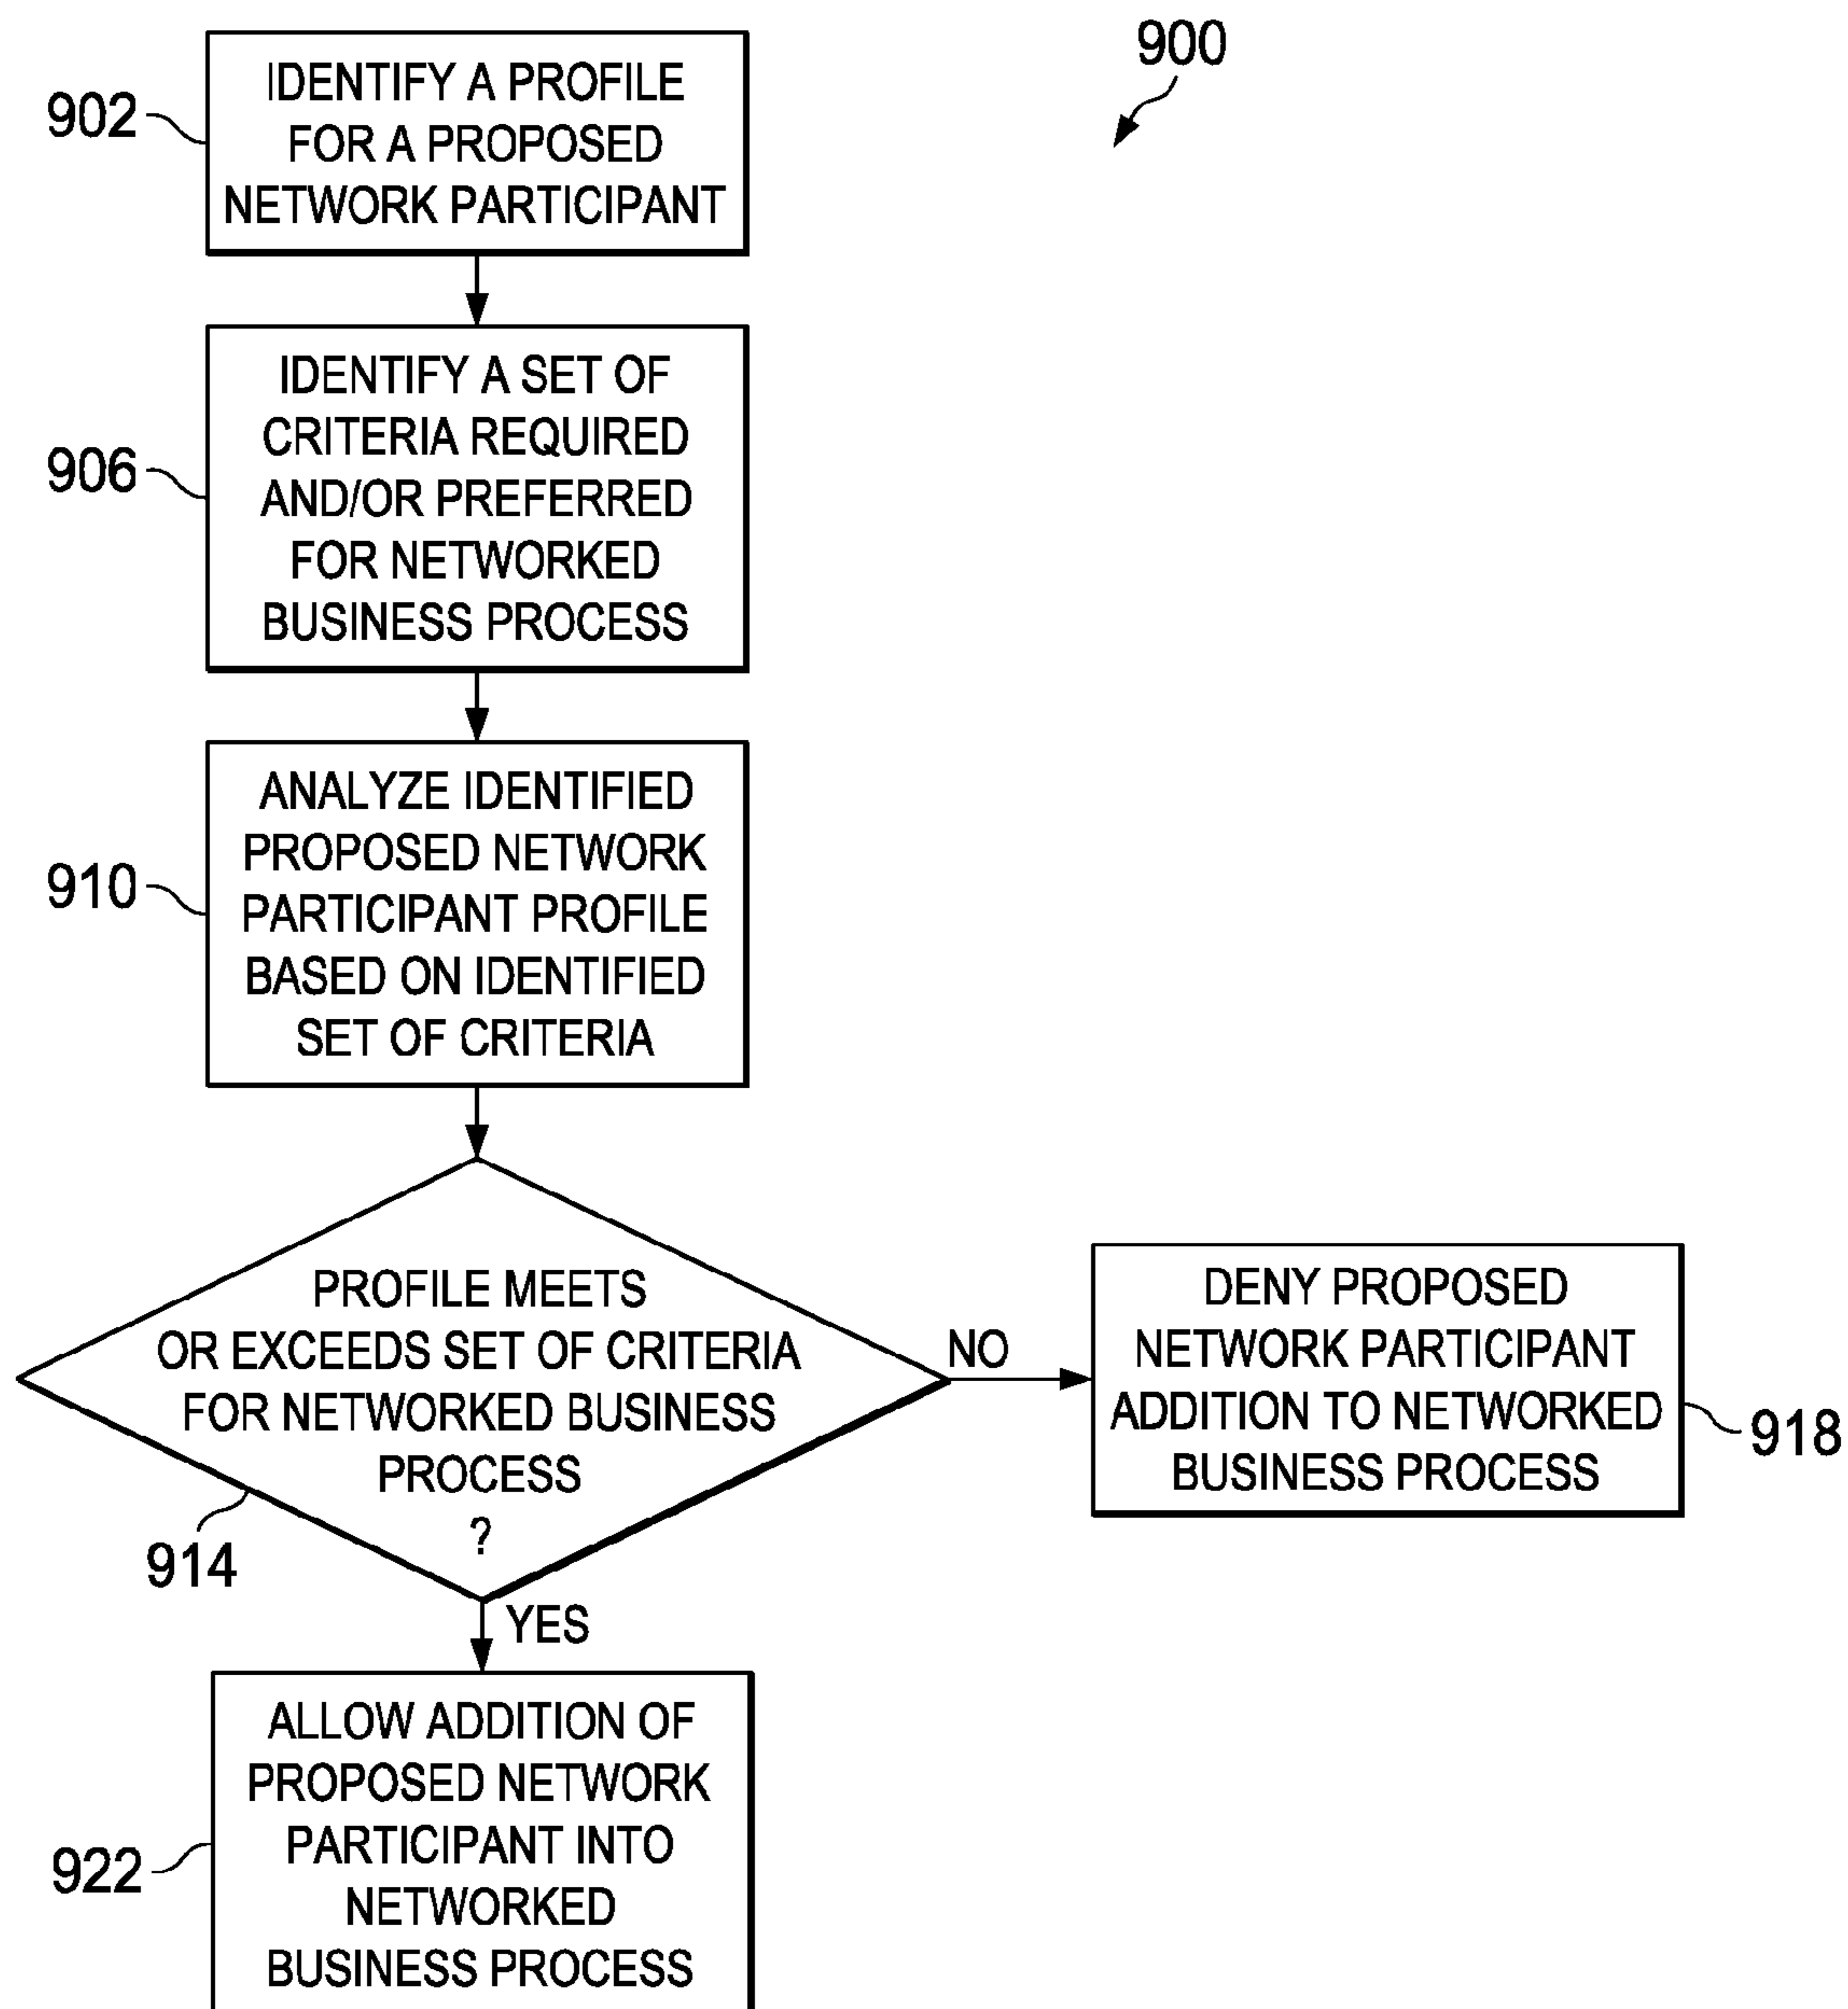 900
902
IDENTIFY A PROFILE
FOR A PROPOSED
NETWORK PARTICIPANT
906
IDENTIFY A SET OF
CRITERIA REQUIRED
AND/OR PREFERRED
FOR NETWORKED
BUSINESS PROCESS
910
ANALYZE IDENTIFIED
PROPOSED NETWORK
PARTICIPANT PROFILE
BASED ON IDENTIFIED
SET OF CRITERIA
PROFILE MEETS
OR EXCEEDS SET OF CRITERIA
FOR NETWORKED BUSINESS
PROCESS
?
914
NO
DENY PROPOSED
NETWORK PARTICIPANT
ADDITION TO NETWORKED
BUSINESS PROCESS
918
YES
ALLOW ADDITION OF
PROPOSED NETWORK
PARTICIPANT INTO
NETWORKED
BUSINESS PROCESS
922